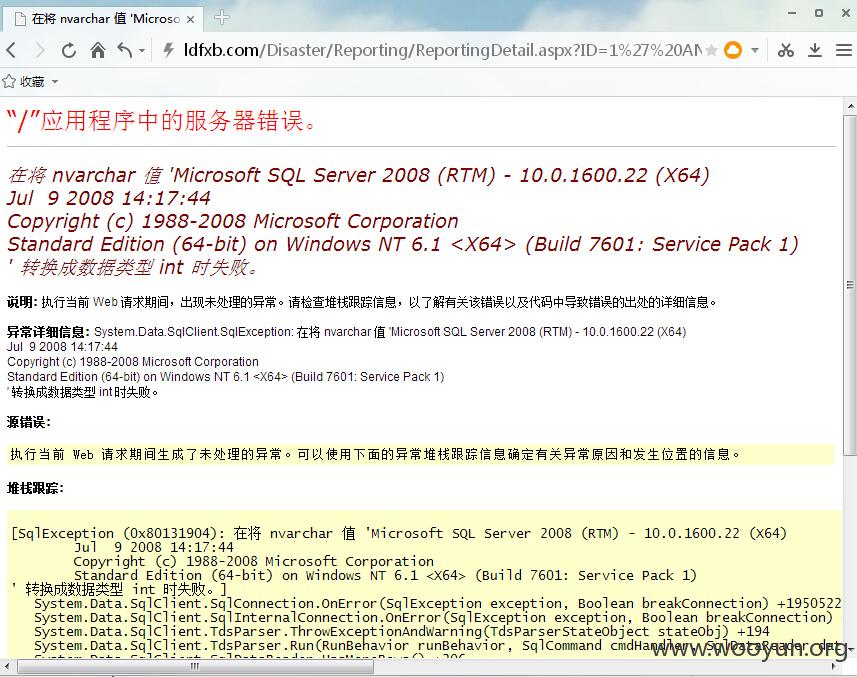 在将 nvarchar 值 'Microso
ldfxb.com/Disaster/Reporting/ReportingDetail.aspx?ID=1%27%20AN
收藏
“/”应用程序中的服务器错误。
在将 nvarchar 值 'Microsoft SQL Server 2008 (RTM) - 10.0.1600.22 (X64)
Jul  9 2008 14:17:44
Copyright (c) 1988-2008 Microsoft Corporation
Standard Edition (64-bit) on Windows NT 6.1 <X64> (Build 7601: Service Pack 1)
' 转换成数据类型 int 时失败。
说明: 执行当前 Web 请求期间，出现未处理的异常。请检查堆栈跟踪信息，以了解有关该错误以及代码中导致错误的出处的详细信息。
异常详细信息: System.Data.SqlClient.SqlException: 在将 nvarchar 值 'Microsoft SQL Server 2008 (RTM) - 10.0.1600.22 (X64)
Jul  9 2008 14:17:44
Copyright (c) 1988-2008 Microsoft Corporation
Standard Edition (64-bit) on Windows NT 6.1 <X64> (Build 7601: Service Pack 1)
' 转换成数据类型 int 时失败。
源错误:
执行当前 Web 请求期间生成了未处理的异常。可以使用下面的异常堆栈跟踪信息确定有关异常原因和发生位置的信息。
堆栈跟踪:
[SqlException (0x80131904): 在将 nvarchar 值 'Microsoft SQL Server 2008 (RTM) - 10.0.1600.22 (X64)
Jul  9 2008 14:17:44
Copyright (c) 1988-2008 Microsoft Corporation
Standard Edition (64-bit) on Windows NT 6.1 <X64> (Build 7601: Service Pack 1)
' 转换成数据类型 int 时失败。]
System.Data.SqlClient.SqlConnection.OnError(SqlException exception, Boolean breakConnection) +1950522
System.Data.SqlClient.SqlInternalConnection.OnError(SqlException exception, Boolean breakConnection)
System.Data.SqlClient.TdsParser.ThrowExceptionAndWarning(TdsParserStateObject stateObj) +194
System.Data.SqlClient.TdsParser.Run(RunBehavior runBehavior, SqlCommand cmdHandler, SqlDataReader dat
www.wooyun.org